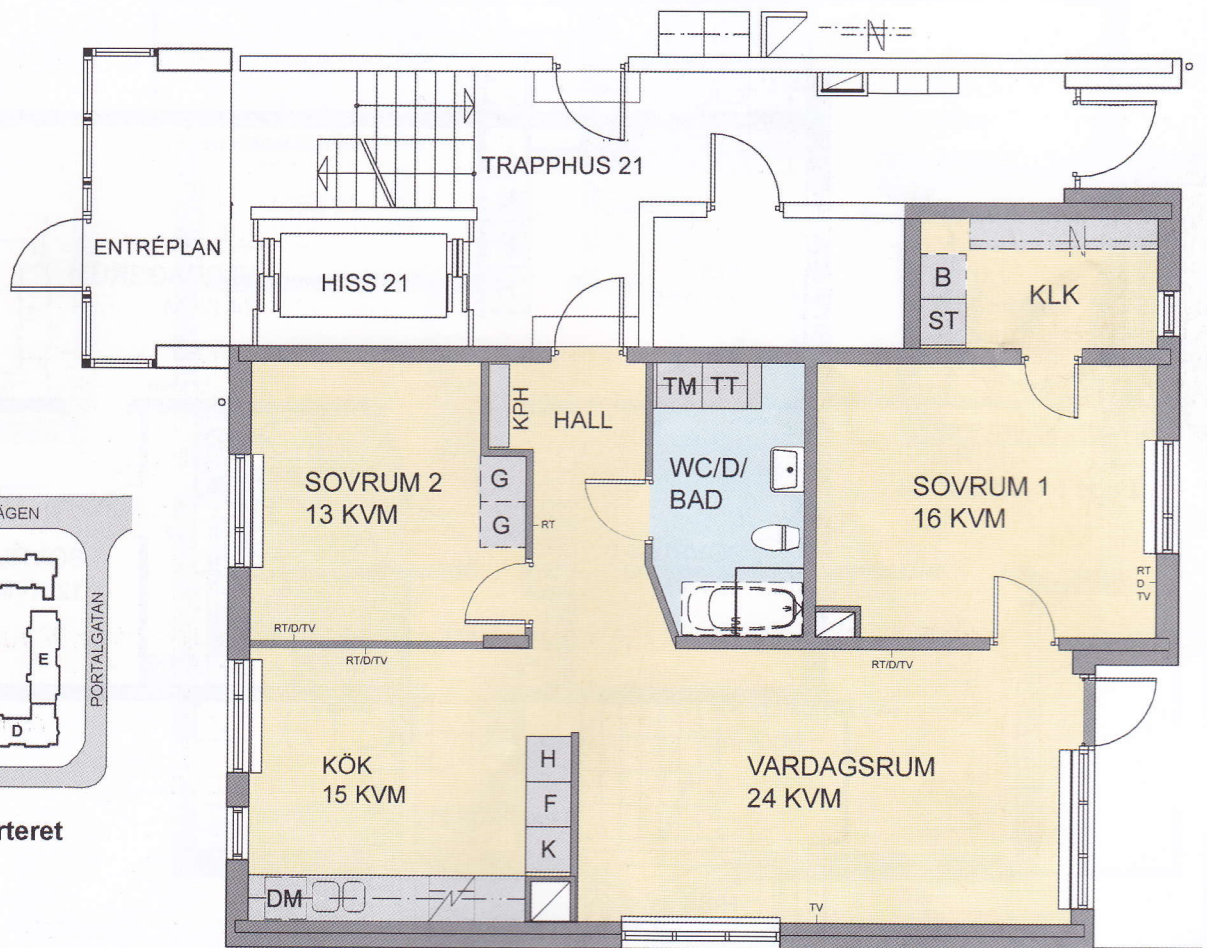 TRAPPHUS 21
ENTRÉPLAN
HISS 21
B
ST
KLK
KPH
HALL
TM TT
SOVRUM 2
13 KVM
G
G
RT
WC/D/
BAD
SOVRUM 1
16 KVM
RT
D
TV
RT/D/TV
RT/D/TV
RT/D/TV
ÄGEN
PORTALGATAN
E
D
rteret
KÖK
15 KVM
H
F
K
DM
VARDAGSRUM
24 KVM
TV